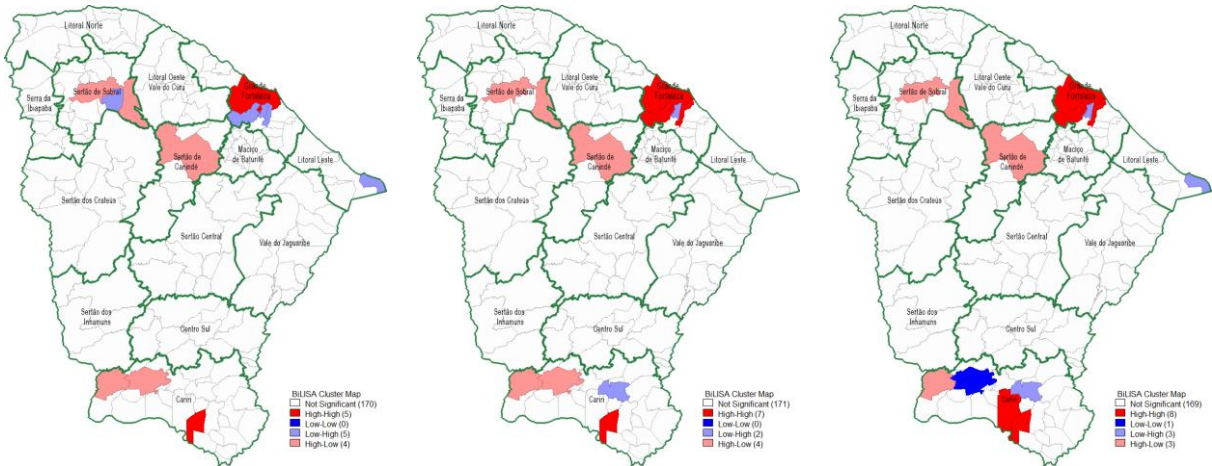 Litoral Norte
Litoral Oeste
Vale do Curu
Sertão de Sobral
Serra da
Ibiapaba
Grande
Fortaleza
Maciço
de Baturité
Litoral Leste
Sertão de
Canindé
Sertão dos Crateús
Sertão Central
Vale do Jaguaribe
Sertão dos
Inhamuns
Centro Sul
Cariri
BiLISA Cluster Map
Not Significant (170)
High-High (5)
Low-Low (0)
Low-High (5)
High-Low (4)
Litoral Norte
Litoral Oeste
Vale do Curu
Sertão de Sobral
Serra da
Ibiapaba
Grande
Fortaleza
Maciço
de Baturité
Litoral Leste
Sertão de
Canindé
Sertão dos Crateús
Sertão Central
Vale do Jaguaribe
Sertão dos
Inhamuns
Centro Sul
Cariri
BiLISA Cluster Map
Not Significant (171)
High-High (7)
Low-Low (0)
Low-High (2)
High-Low (4)
Litoral Norte
Litoral Oeste
Vale do Curu
Sertão de Sobral
Serra da
Ibiapaba
Grande
Fortaleza
Maciço
de Baturité
Litoral Leste
Sertão de
Canindé
Sertão dos Crateús
Sertão Central
Vale do Jaguaribe
Sertão dos
Inhamuns
Centro Sul
Cariri
BiLISA Cluster Map
Not Significant (169)
High-High (8)
Low-Low (1)
Low-High (3)
High-Low (3)